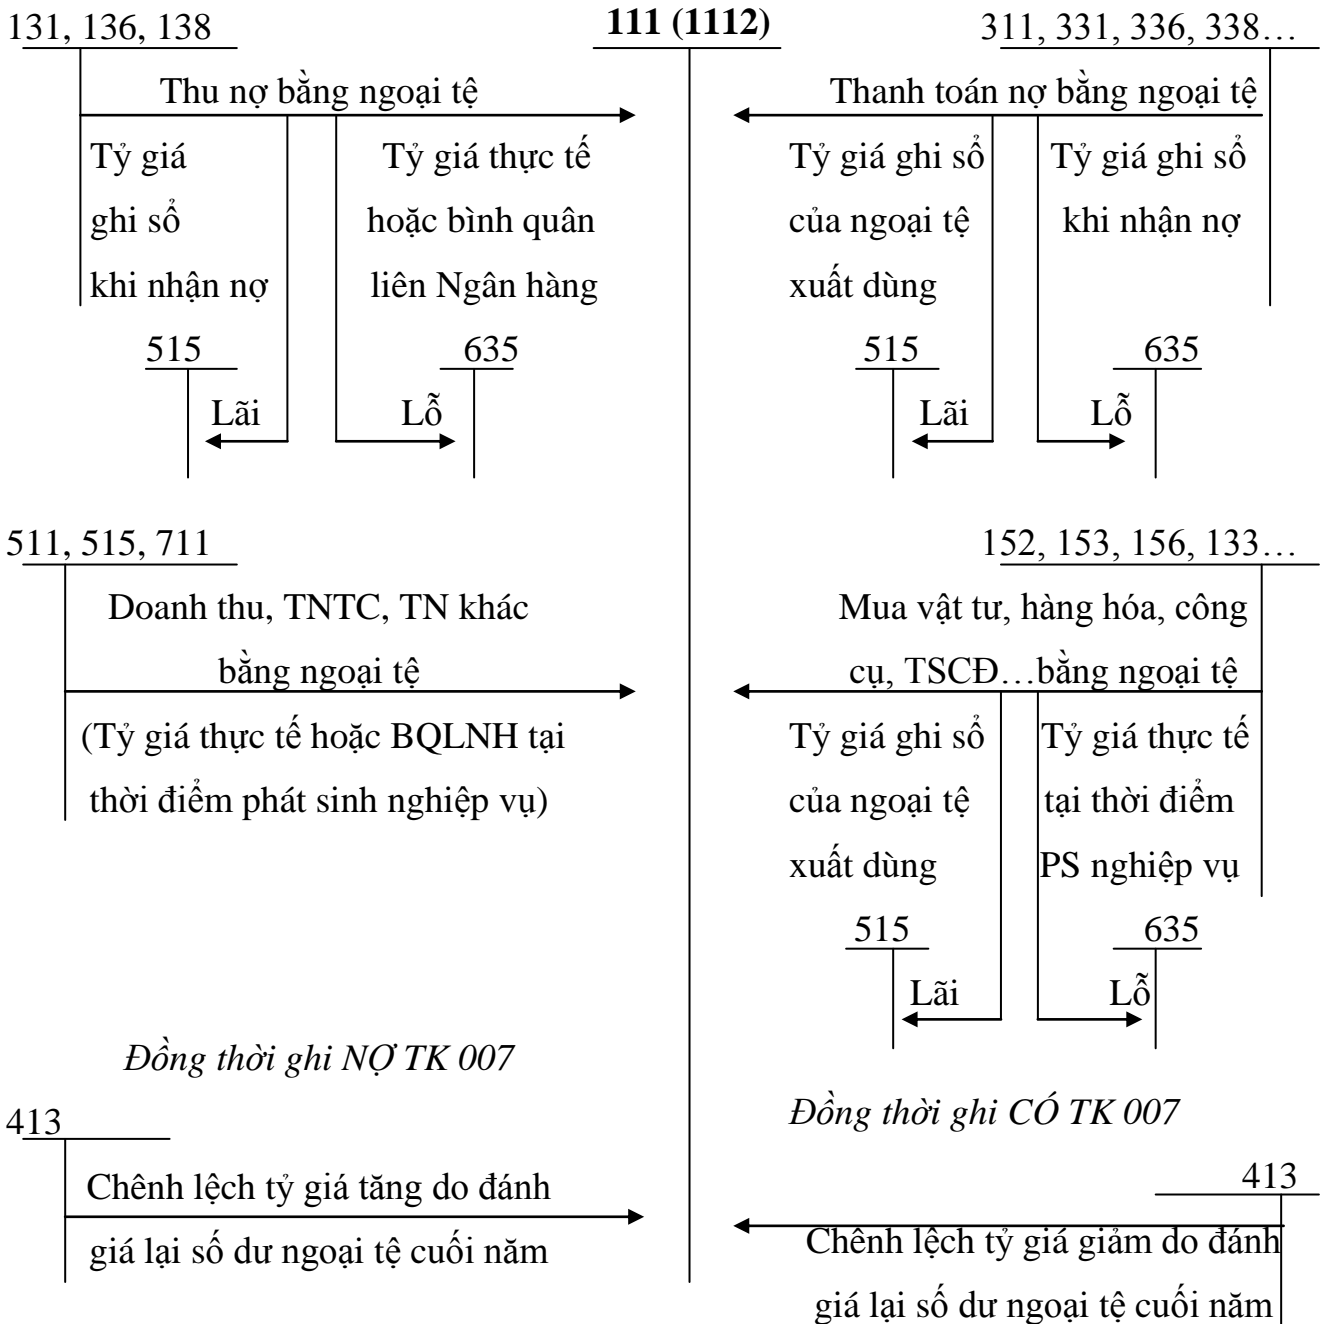 131, 136, 138
111 (1112)
311, 331, 336, 338…
Thu nợ bằng ngoại tệ
Thanh toán nợ bằng ngoại tệ
Tỷ giá
ghi sổ
khi nhận nợ
Tỷ giá thực tế
hoặc bình quân
liên Ngân hàng
Tỷ giá ghi sổ
của ngoại tệ
xuất dùng
Tỷ giá ghi sổ
khi nhận nợ
515
635
515
635
Lãi
Lỗ
Lãi
Lỗ
511, 515, 711
152, 153, 156, 133…
Doanh thu, TNTC, TN khác
bằng ngoại tệ
(Tỷ giá thực tế hoặc BQLNH tại
thời điểm phát sinh nghiệp vụ)
Mua vật tư, hàng hóa, công
cụ, TSCĐ…bằng ngoại tệ
Tỷ giá ghi sổ
của ngoại tệ
xuất dùng
Tỷ giá thực tế
tại thời điểm
PS nghiệp vụ
515
635
Lãi
Lỗ
Đồng thời ghi NỢ TK 007
Đồng thời ghi CÓ TK 007
413
Chênh lệch tỷ giá tăng do đánh
giá lại số dư ngoại tệ cuối năm
413
Chênh lệch tỷ giá giảm do đánh
giá lại số dư ngoại tệ cuối năm